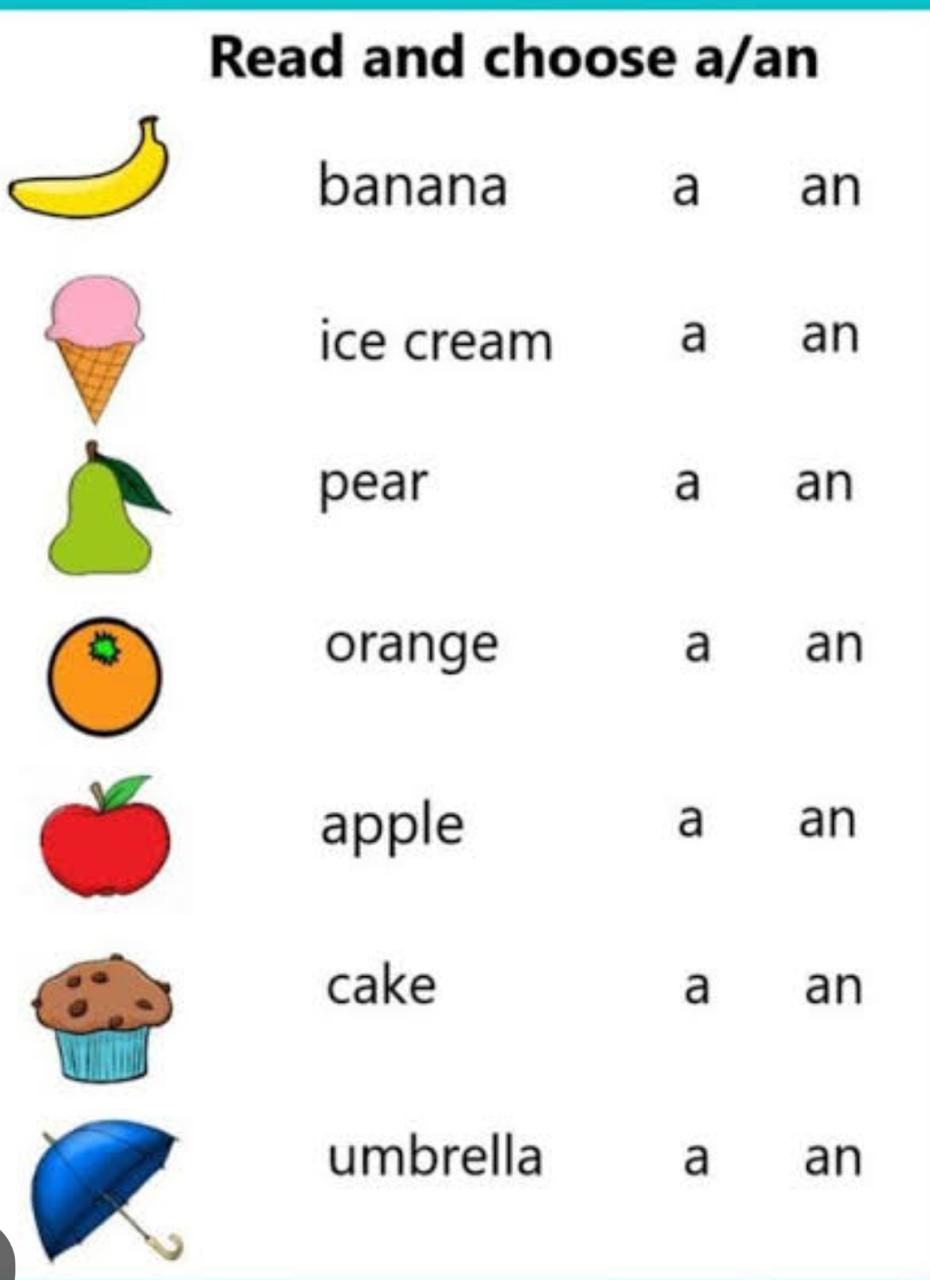 Read and choose a/an
banana a an
ice cream a an
pear a an
orange a an
apple a an
cake a an
umbrella a an